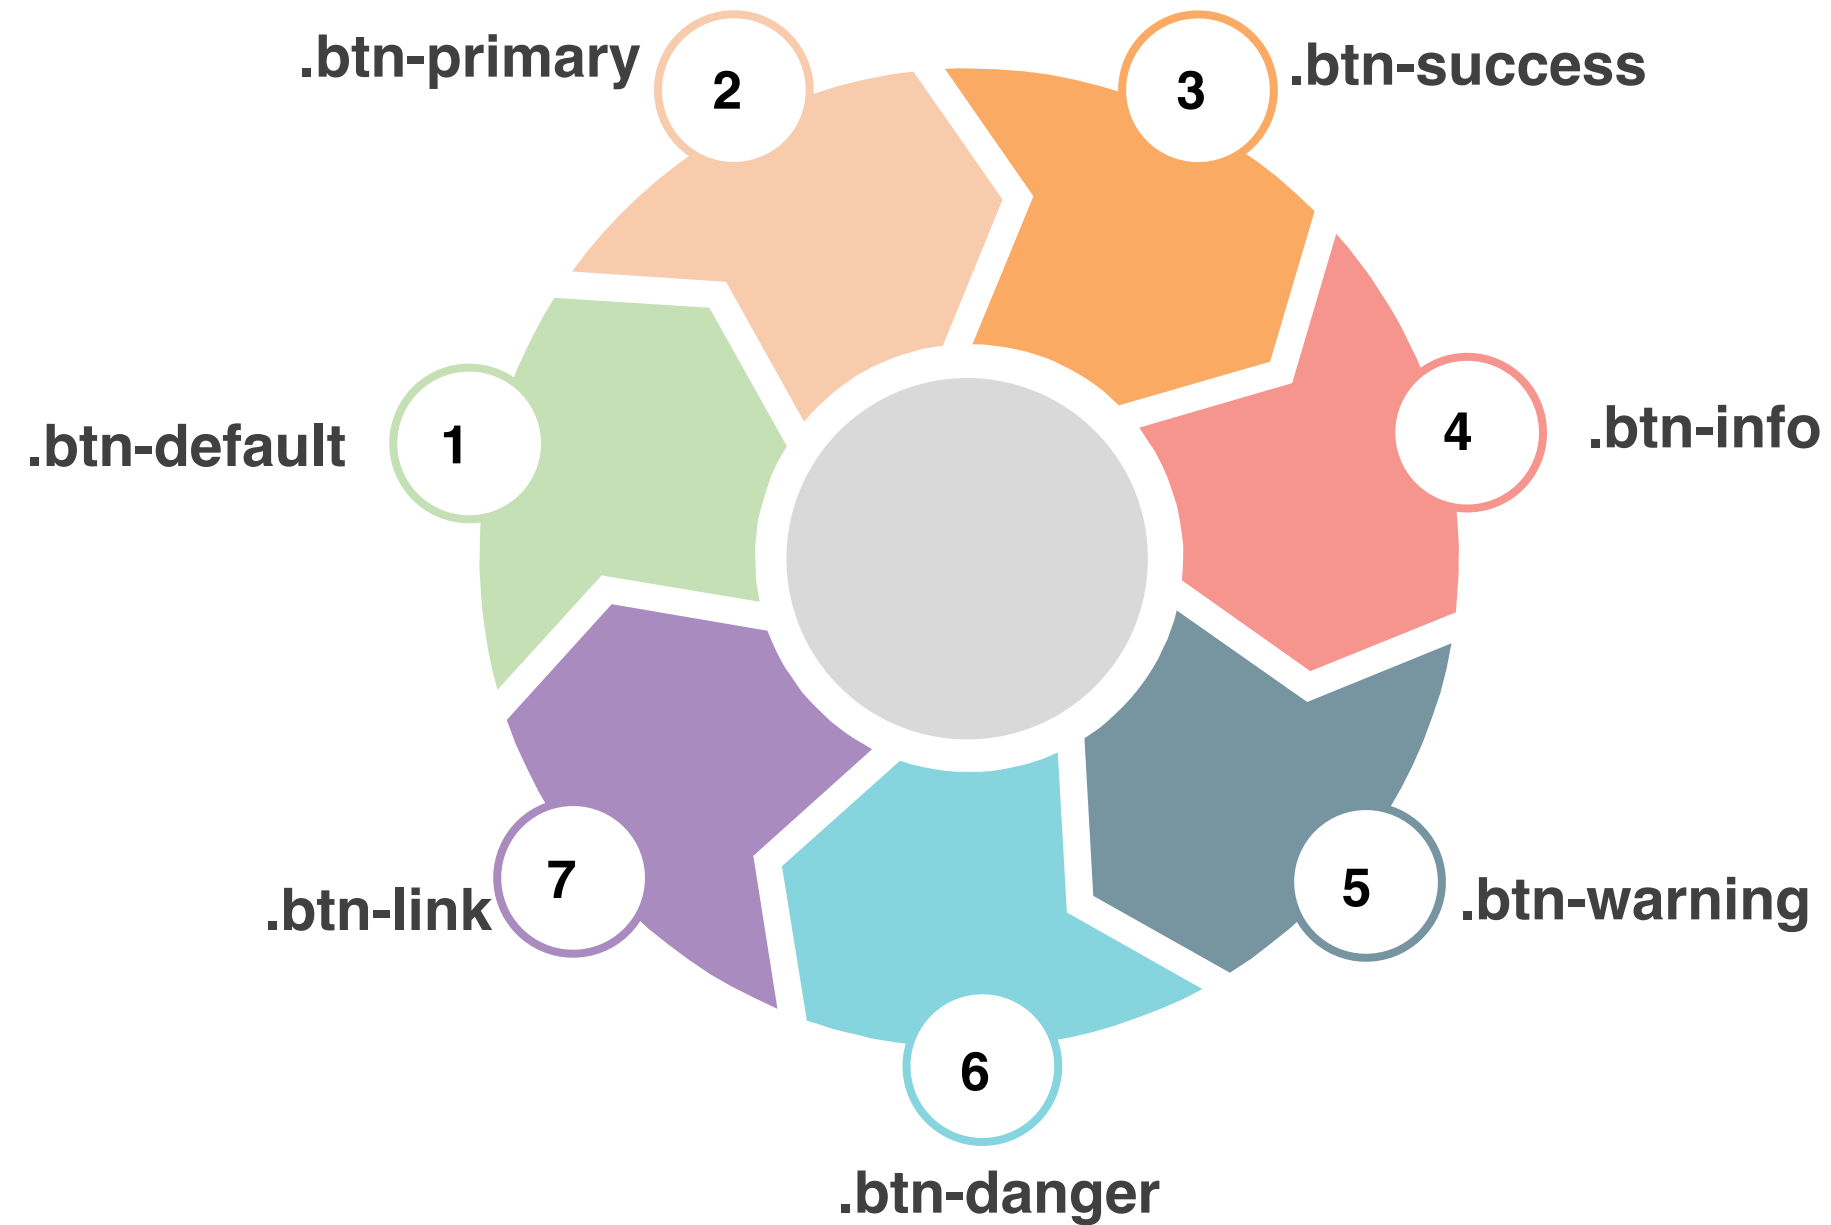 1
.btn-default
2
.btn-primary
3
.btn-success
4
.btn-info
5
.btn-warning
6
.btn-danger
7
.btn-link